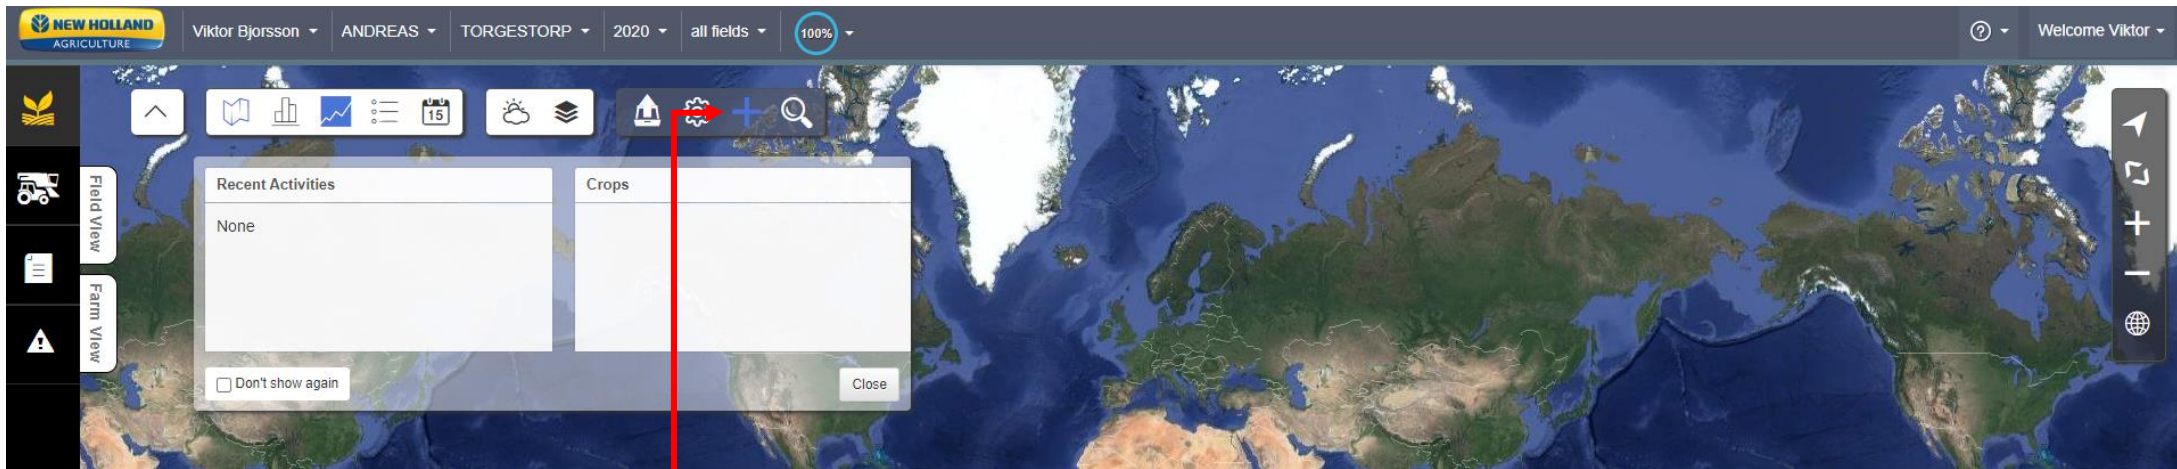 NEW HOLLAND
AGRICULTURE
Viktor Bjorsson ANDREAS TORGESTORP 2020 all fields 100% Welcome Viktor
15
Field View
Farm View
Recent Activities
None
Crops
Don't show again
Close